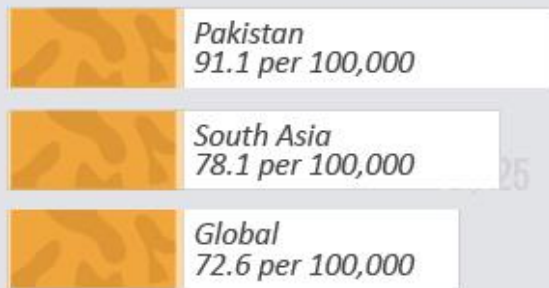 Pakistan
91.1 per 100,000
South Asia
78.1 per 100,000
25
Global
72.6 per 100,000